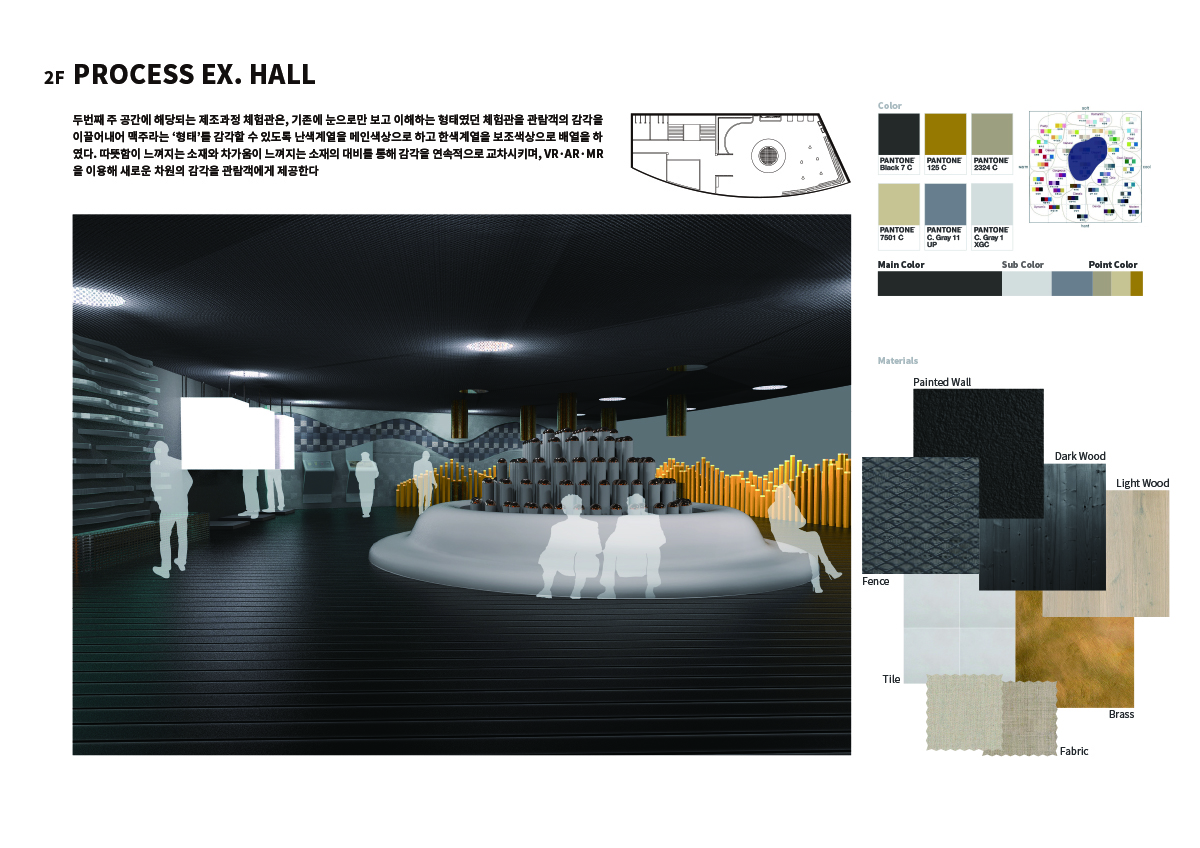 2F PROCESS EX. HALL
두번째 주 공간에 해당되는 제조과정 체험관은, 기존에 눈으로만 보고 이해하는 형태였던 체험관을 관람객의 감각을
이끌어내어 맥주라는 ‘형태’를 감각할 수 있도록 난색계열을 메인색상으로 하고 한색계열을 보조색상으로 배열을 하
였다. 따뜻함이 느껴지는 소재와 차가움이 느껴지는 소재의 대비를 통해 감각을 연속적으로 교차시키며, VR·AR·MR
을 이용해 새로운 차원의 감각을 관람객에게 제공한다
Color
PANTONE
Black 7 C
PANTONE
125 C
PANTONE
2324 C
PANTONE
7501 C
PANTONE
C. Gray 11
UP
PANTONE
C. Gray 1
XGC
soft
warm
cool
hard
Main Color
Sub Color
Point Color
Materials
Painted Wall
Dark Wood
Light Wood
Fence
Tile
Brass
Fabric